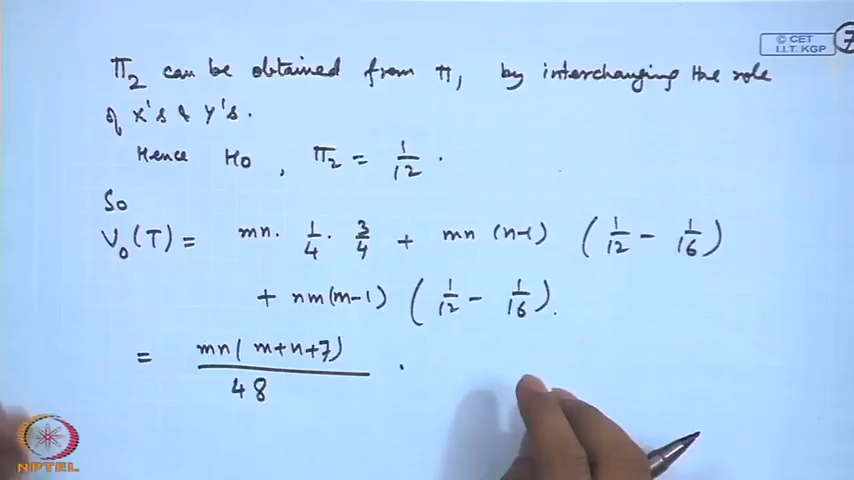 © CET
I.I.T. KGP
7
Π₂ can be obtained from π₁ by interchanging the role
of x's & y's.
Hence H₀, Π₂ = 1/12.
So
V₀(T) = mn · 1/4 · 3/4 + mn (n-1) (1/12 - 1/16)
+ nm(m-1) (1/12 - 1/16).
= mn(m+n+7)/48 .
NPTEL